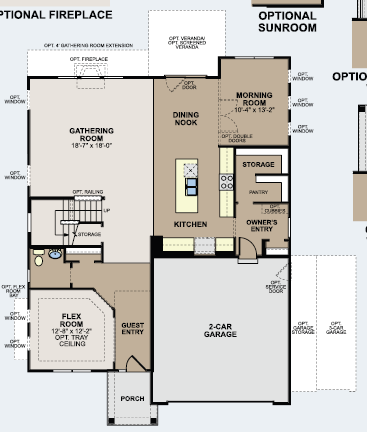 PTIONAL FIREPLACE
OPTIONAL
SUNROOM
OPT. VERANDA/
OPT. SCREENED
VERANDA
OPT. 4' GATHERING ROOM EXTENSION
OPT. FIREPLACE
OPT.
DOOR
OPT.
WINDOW
OPTIO
OPT.
WINDOW
MORNING
ROOM
10'-4" x 13'-2"
OPT.
WINDOW
DINING
NOOK
OPT.
WINDOW
GATHERING
ROOM
18'-7" x 18'-0"
OPT. DOUBLE
DOORS
STORAGE
OPT.
WINDOW
PANTRY
OPT. RAILING
UP
OPT.
CUBBIES
KITCHEN
OWNER'S
ENTRY
STORAGE
OPT. FLEX
ROOM
BAY
OPT.
SERVICE
DOOR
OPT.
WINDOW
FLEX
ROOM
12'-8" x 12'-2"
OPT. TRAY
CEILING
GUEST
ENTRY
2-CAR
GARAGE
OPT.
GARAGE
STORAGE
OPT.
3-CAR
GARAGE
OPT.
WINDOW
PORCH